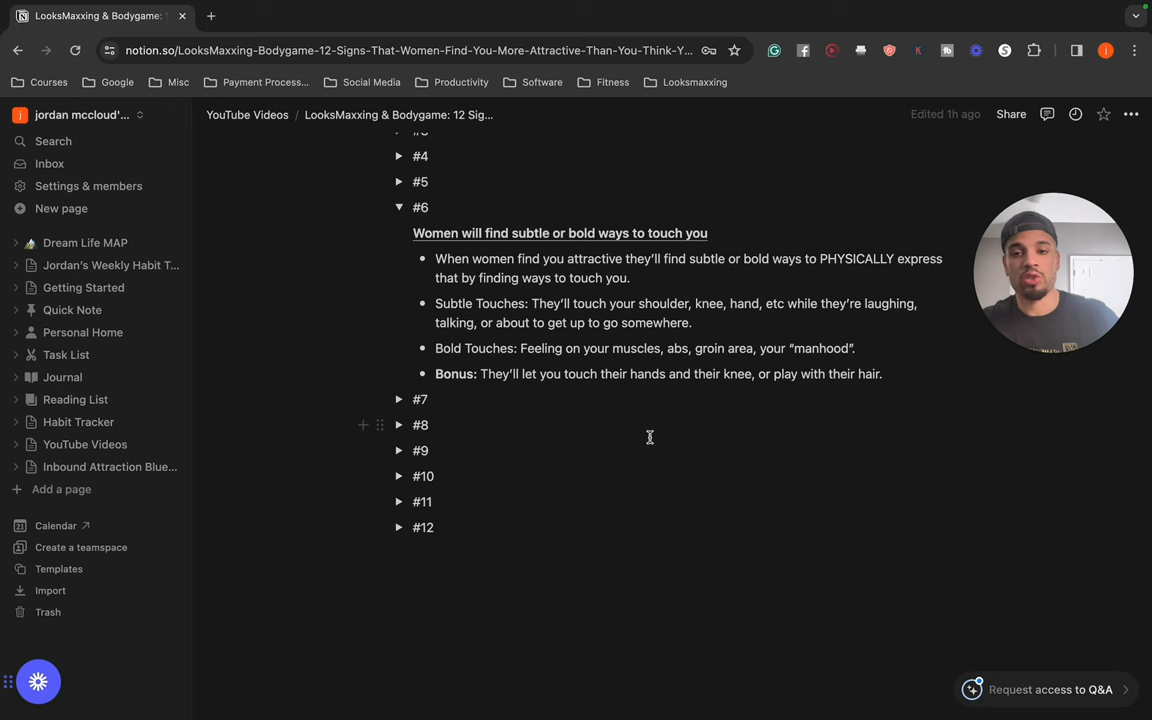 LooksMaxxing & Bodygame:
notion.so/LooksMaxxing-Bodygame-12-Signs-That-Women-Find-You-More-Attractive-Than-You-Think-Y...
Courses
Google
Misc
Payment Process...
Social Media
Productivity
Software
Fitness
Looksmaxxing
jordan mccloud'...
YouTube Videos / LooksMaxxing & Bodygame: 12 Sig...
Edited 1h ago
Share
Search
Inbox
Settings & members
New page
Dream Life MAP
Jordan's Weekly Habit T...
Getting Started
Quick Note
Personal Home
Task List
Journal
Reading List
Habit Tracker
YouTube Videos
Inbound Attraction Blue...
Add a page
Calendar ↗
Create a teamspace
Templates
Import
Trash
#4
#5
#6
Women will find subtle or bold ways to touch you
When women find you attractive they'll find subtle or bold ways to PHYSICALLY express
that by finding ways to touch you.
Subtle Touches: They'll touch your shoulder, knee, hand, etc while they're laughing,
talking, or about to get up to go somewhere.
Bold Touches: Feeling on your muscles, abs, groin area, your “manhood”.
Bonus: They'll let you touch their hands and their knee, or play with their hair.
#7
#8
#9
#10
#11
#12
Request access to Q&A